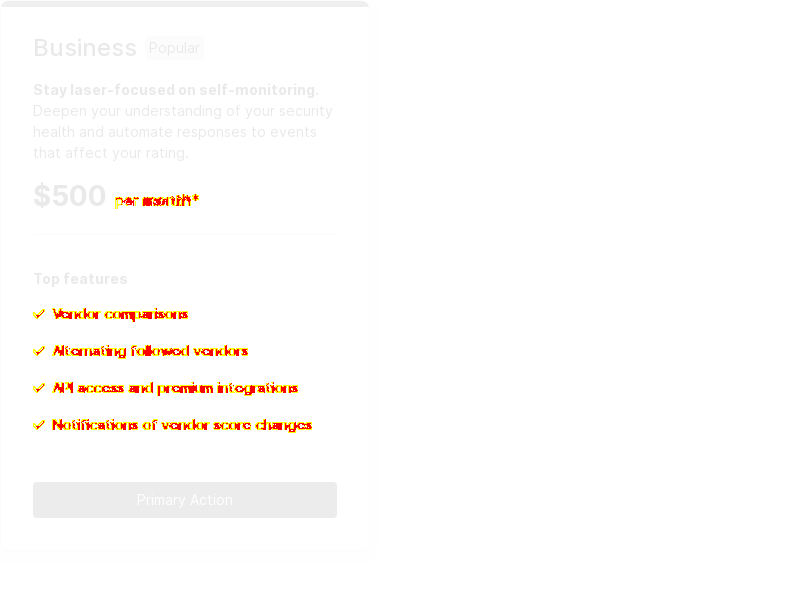 Business Popular
Stay laser-focused on self-monitoring.
Deepen your understanding of your security
health and automate responses to events
that affect your rating.
$500 per month*
Top features
✓ Vendor comparisons
✓ Alternating followed vendors
✓ API access and premium integrations
✓ Notifications of vendor score changes
Primary Action